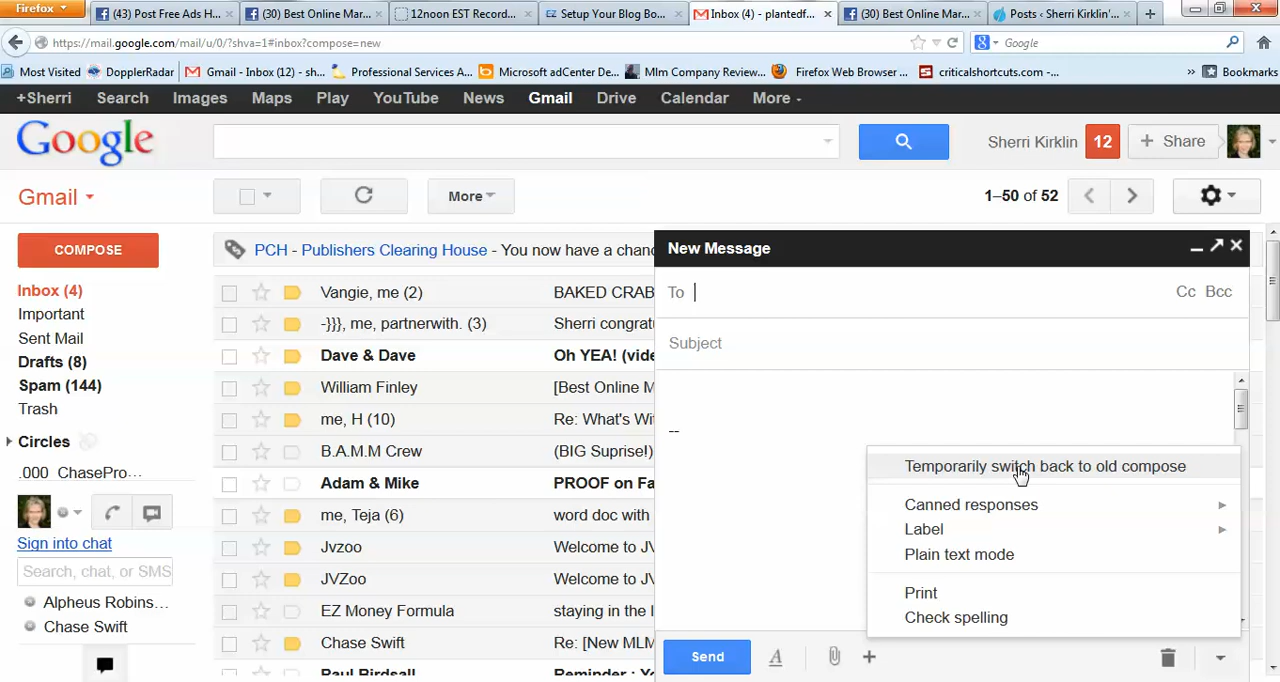 Firefox
(43) Post Free Ads H...
(30) Best Online Mar...
12noon EST Record...
EZ Setup Your Blog Bo...
Inbox (4) - plantedf...
(30) Best Online Mar...
Posts ‹ Sherri Kirklin'...
https://mail.google.com/mail/u/0/?shva=1#inbox?compose=new
Google
Most Visited
DopplerRadar
Gmail - Inbox (12) - sh...
Professional Services A...
Microsoft adCenter De...
Mlm Company Review...
Firefox Web Browser ...
criticalshortcuts.com -...
»
Bookmarks
+Sherri Search Images Maps Play YouTube News Gmail Drive Calendar More
Google
Sherri Kirklin
12
+ Share
Gmail
More
1–50 of 52
COMPOSE
Inbox (4)
Important
Sent Mail
Drafts (8)
Spam (144)
Trash
Circles
.000 ChasePro...
Sign into chat
Search, chat, or SMS
Alpheus Robins...
Chase Swift
PCH - Publishers Clearing House - You now have a chanc
Vangie, me (2) BAKED CRAB
-}}}, me, partnerwith. (3) Sherri congratu
Dave & Dave Oh YEA! (vide
William Finley [Best Online M
me, H (10) Re: What's Wit
B.A.M.M Crew (BIG Suprise!)
Adam & Mike PROOF on Fa
me, Teja (6) word doc with
Jvzoo Welcome to JV
JVZoo Welcome to JV
EZ Money Formula staying in the l
Chase Swift Re: [New MLM
Paul Birdsall Reminder : Yo
New Message
To
Cc Bcc
Subject
--
Temporarily switch back to old compose
Canned responses
Label
Plain text mode
Print
Check spelling
Send
A
+